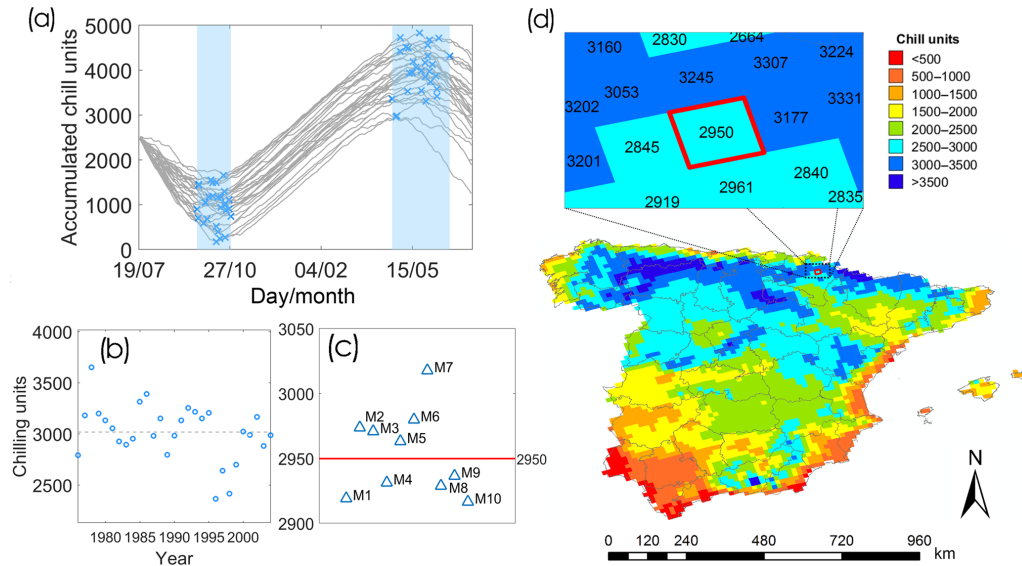 (a)
Accumulated chill units
5000
4000
3000
2000
1000
0
19/07
27/10
04/02
15/05
Day/month
(b)
Chilling units
4000
3500
3000
2500
1980
1985
1990
1995
2000
Year
(c)
3050
3000
2950
2900
M7
M2
M3
M6
M5
M4
M1
M9
M8
M10
2950
(d)
3160
2830
2664
3224
3307
3245
3053
3202
3331
3177
2950
2845
3201
2840
2961
2919
2835
Chill units
<500
500–1000
1000–1500
1500–2000
2000–2500
2500–3000
3000–3500
>3500
N
0 120 240 480 720 960
km